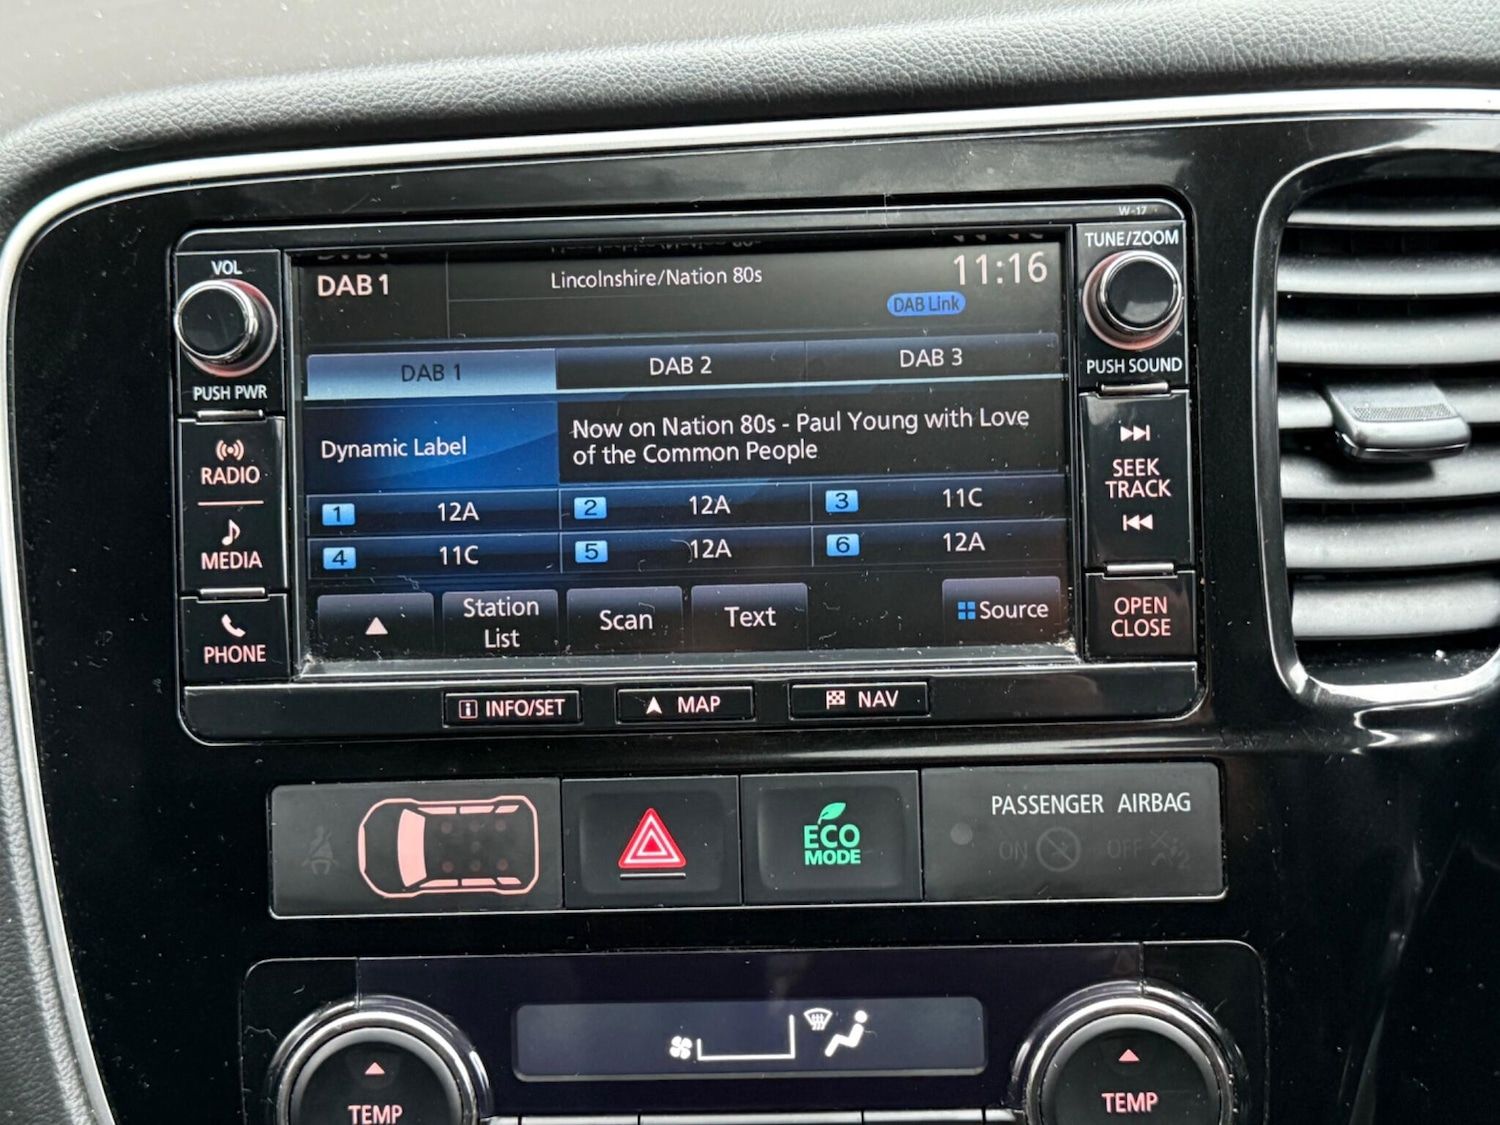 W-17
VOL
PUSH PWR
RADIO
MEDIA
PHONE
DAB 1
Lincolnshire/Nation 80s
11:16
DAB Link
DAB 1
DAB 2
DAB 3
Dynamic Label
Now on Nation 80s - Paul Young with Love
of the Common People
1 12A
2 12A
3 11C
4 11C
5 12A
6 12A
Station
List
Scan
Text
Source
TUNE/ZOOM
PUSH SOUND
SEEK
TRACK
OPEN
CLOSE
i INFO/SET
MAP
NAV
ECO
MODE
PASSENGER AIRBAG
ON
OFF
TEMP
TEMP